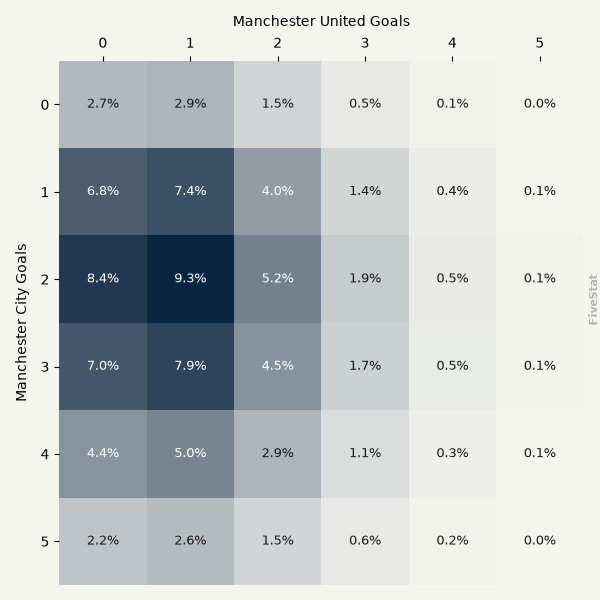 Manchester United Goals
0 1 2 3 4 5
0 2.7% 2.9% 1.5% 0.5% 0.1% 0.0%
1 6.8% 7.4% 4.0% 1.4% 0.4% 0.1%
2 8.4% 9.3% 5.2% 1.9% 0.5% 0.1%
3 7.0% 7.9% 4.5% 1.7% 0.5% 0.1%
4 4.4% 5.0% 2.9% 1.1% 0.3% 0.1%
5 2.2% 2.6% 1.5% 0.6% 0.2% 0.0%
Manchester City Goals
FiveStat